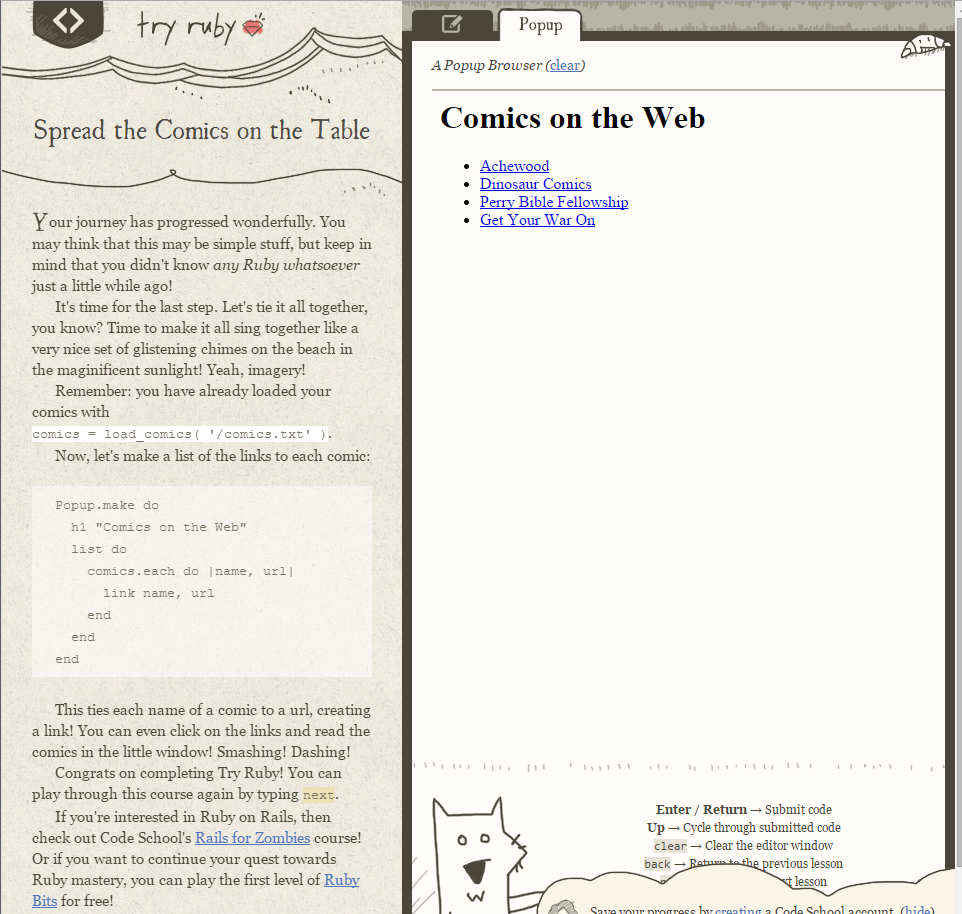 try ruby
Spread the Comics on the Table
Your journey has progressed wonderfully. You
may think that this may be simple stuff, but keep in
mind that you didn't know any Ruby whatsoever
just a little while ago!
It's time for the last step. Let's tie it all together,
you know? Time to make it all sing together like a
very nice set of glistening chimes on the beach in
the maginificent sunlight! Yeah, imagery!
Remember: you have already loaded your
comics with
comics = load_comics( '/comics.txt' ).
Now, let's make a list of the links to each comic:
Popup.make do
h1 "Comics on the Web"
list do
comics.each do |name, url|
link name, url
end
end
end
This ties each name of a comic to a url, creating
a link! You can even click on the links and read the
comics in the little window! Smashing! Dashing!
Congrats on completing Try Ruby! You can
play through this course again by typing next.
If you're interested in Ruby on Rails, then
check out Code School's Rails for Zombies course!
Or if you want to continue your quest towards
Ruby mastery, you can play the first level of Ruby
Bits for free!
Popup
A Popup Browser (clear)
Comics on the Web
Achewood
Dinosaur Comics
Perry Bible Fellowship
Get Your War On
Enter / Return → Submit code
Up → Cycle through submitted code
clear → Clear the editor window
back → Return to the previous lesson
lesson
Save your progress by creating a Code School account. (hide)